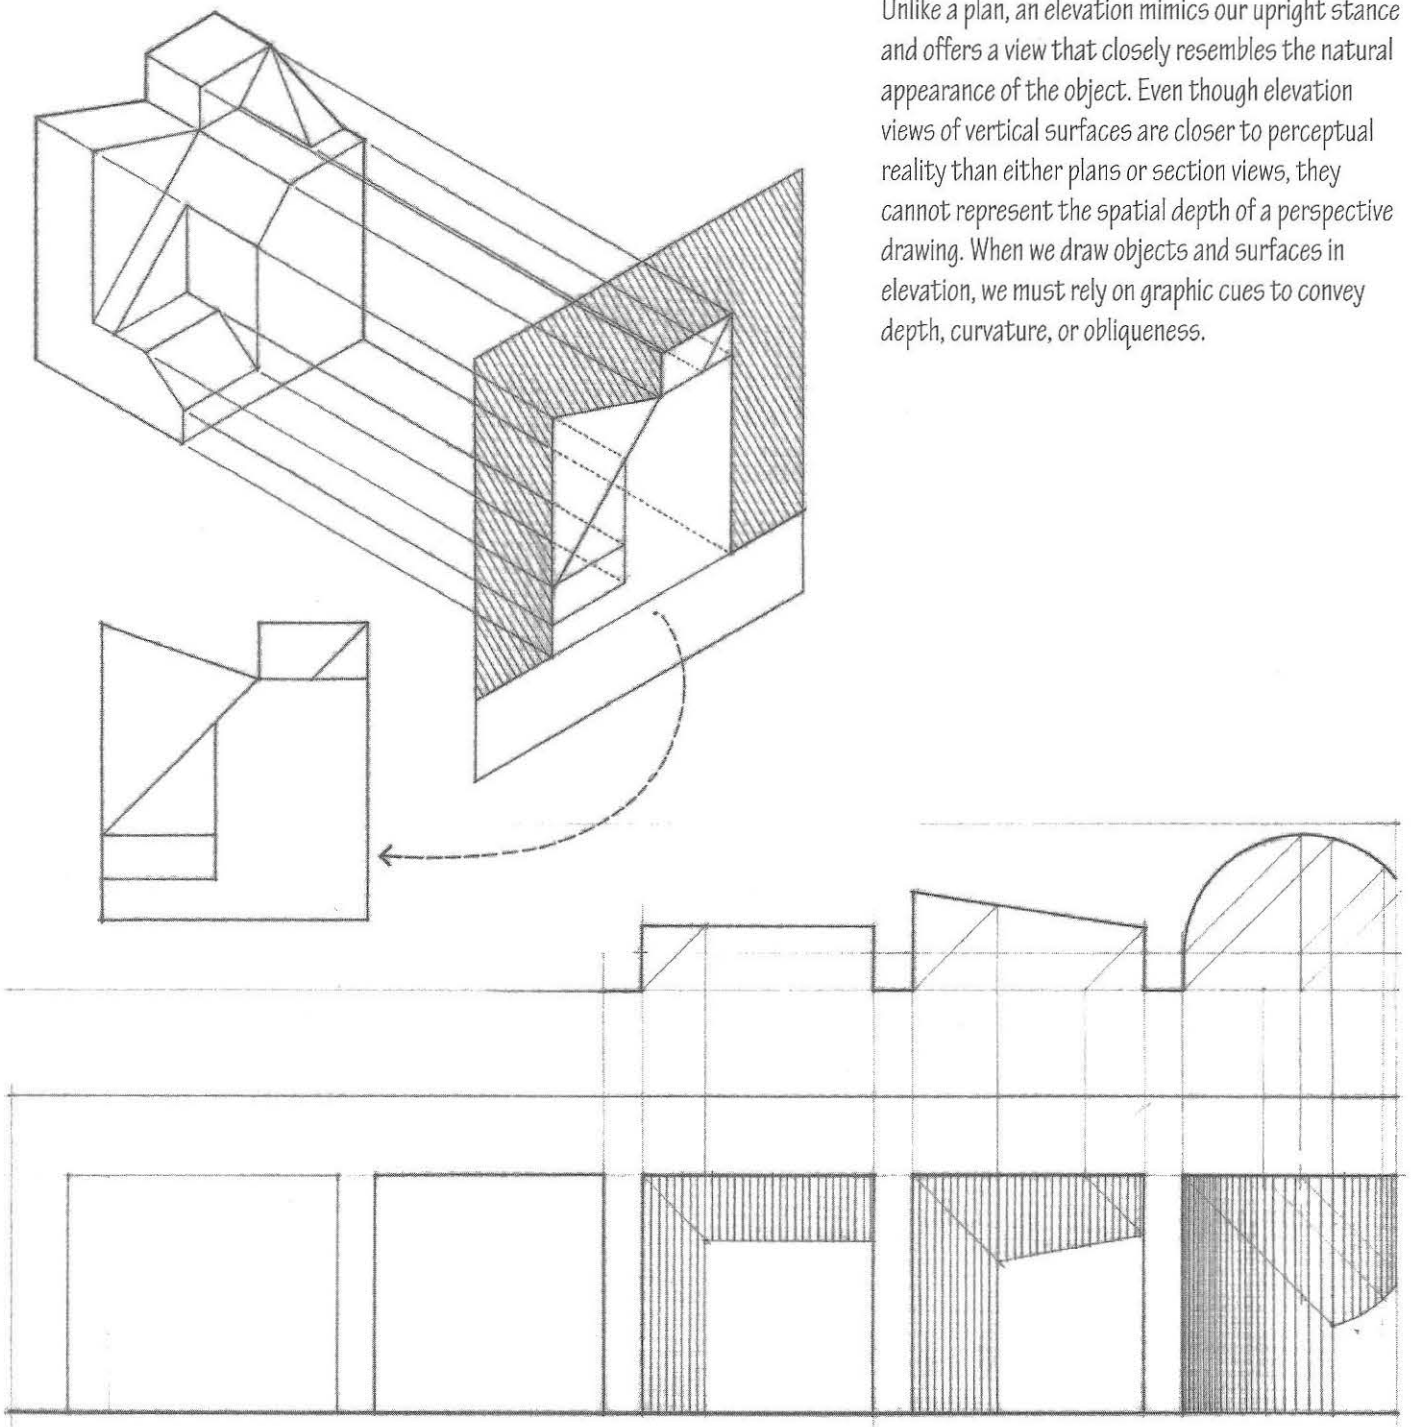 Unlike a plan, an elevation mimics our upright stance
and offers a view that closely resembles the natural
appearance of the object. Even though elevation
views of vertical surfaces are closer to perceptual
reality than either plans or section views, they
cannot represent the spatial depth of a perspective
drawing. When we draw objects and surfaces in
elevation, we must rely on graphic cues to convey
depth, curvature, or obliqueness.